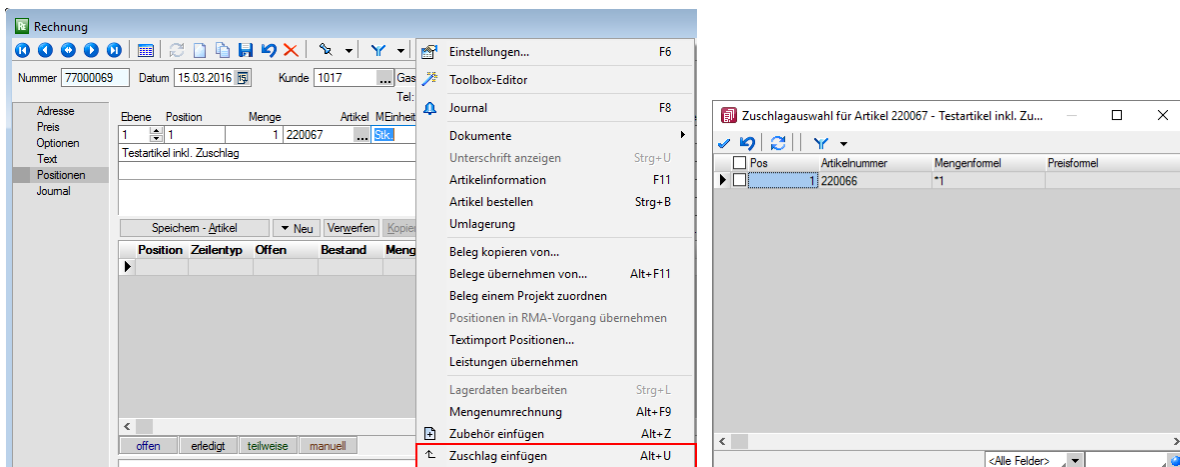 Rechnung
Nummer 77000069 Datum 15.03.2016 Kunde 1017 ... Gas
Tel:
Adresse
Preis
Optionen
Text
Positionen
Journal
Ebene Position Menge Artikel MEinheit
1 1 1 220067 ... Stk.
Testartikel inkl. Zuschlag
Speichern - Artikel Neu Verwerfen Kopie
Position Zeilentyp Offen Bestand Meng
offen erledigt teilweise manuell
Einstellungen... F6
Toolbox-Editor
Journal F8
Dokumente
Unterschrift anzeigen Strg+U
Artikelinformation F11
Artikel bestellen Strg+B
Umlagerung
Beleg kopieren von...
Belege übernehmen von... Alt+F11
Beleg einem Projekt zuordnen
Positionen in RMA-Vorgang übernehmen
Textimport Positionen...
Leistungen übernehmen
Lagerdaten bearbeiten Strg+L
Mengenumrechnung Alt+F9
Zubehör einfügen Alt+Z
Zuschlag einfügen Alt+U
Zuschlagauswahl für Artikel 220067 - Testartikel inkl. Zu...
Pos Artikelnummer Mengenformel Preisformel
1 220066 *1
<Alle Felder>